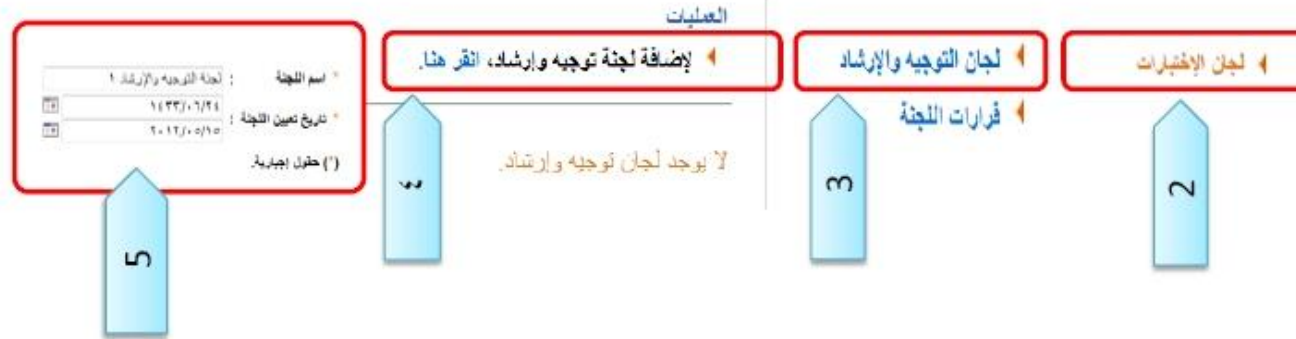 لجان الإختبارات
2
لجان التوجيه والإرشاد
قرارات اللجنة
3
العمليات
لإضافة لجنة توجيه وإرشاد، انقر هنا.
لا يوجد لجان توجيه وإرشاد.
٤
* اسم اللجنة : لجنة التوجيه والإرشاد ١
* تاريخ تعيين اللجنة : ١٤٣٣/٠٦/٢٤
٢٠١٢/٠٥/١٥
(*) حقول إجبارية.
5